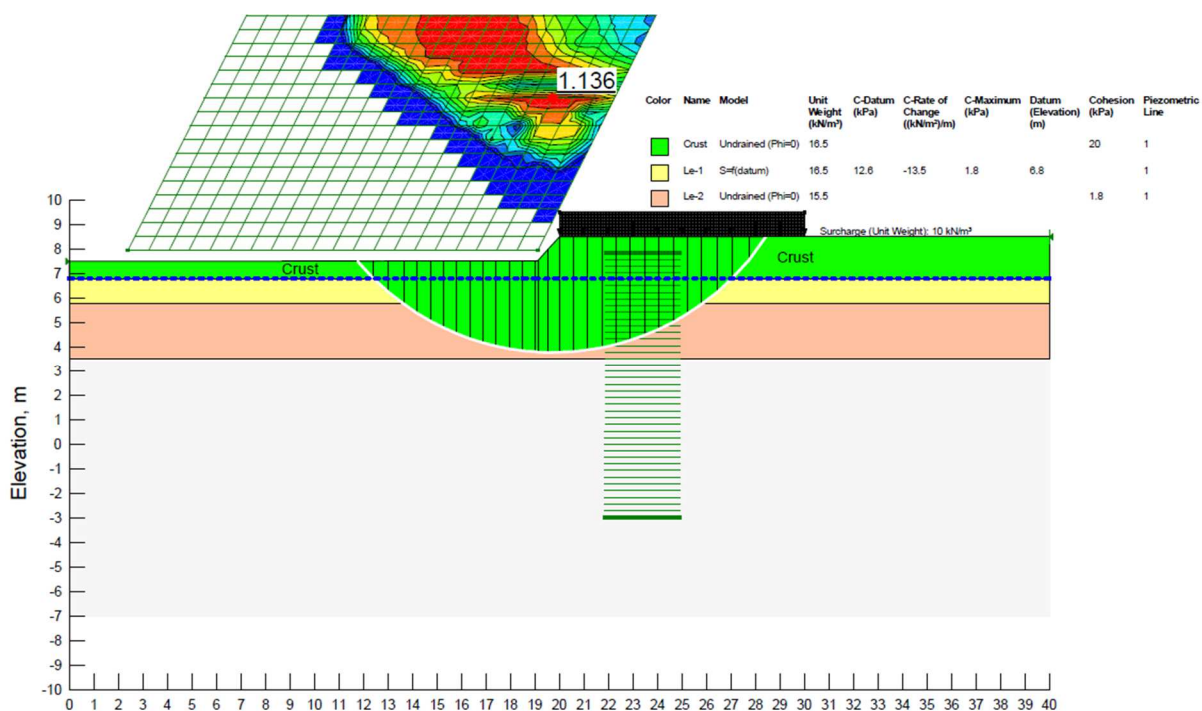 1.136
Color Name Model Unit Weight (kN/m³) C-Datum (kPa) C-Rate of Change ((kN/m²)/m) C-Maximum (kPa) Datum (Elevation) (m) Cohesion (kPa) Piezometric Line
Crust Undrained (Phi=0) 16.5 20 1
Le-1 S=f(datum) 16.5 12.6 -13.5 1.8 6.8 1
Le-2 Undrained (Phi=0) 15.5 1.8 1
Surcharge (Unit Weight): 10 kN/m³
Crust
Crust
Elevation, m
10
9
8
7
6
5
4
3
2
1
0
-1
-2
-3
-4
-5
-6
-7
-8
-9
-10
0 1 2 3 4 5 6 7 8 9 10 11 12 13 14 15 16 17 18 19 20 21 22 23 24 25 26 27 28 29 30 31 32 33 34 35 36 37 38 39 40